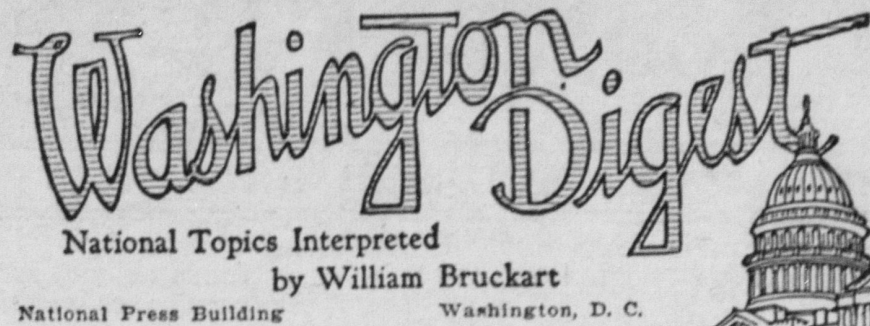 Washington
Digest
National Topics Interpreted
by William Bruckart
National Press Building Washington, D. C.